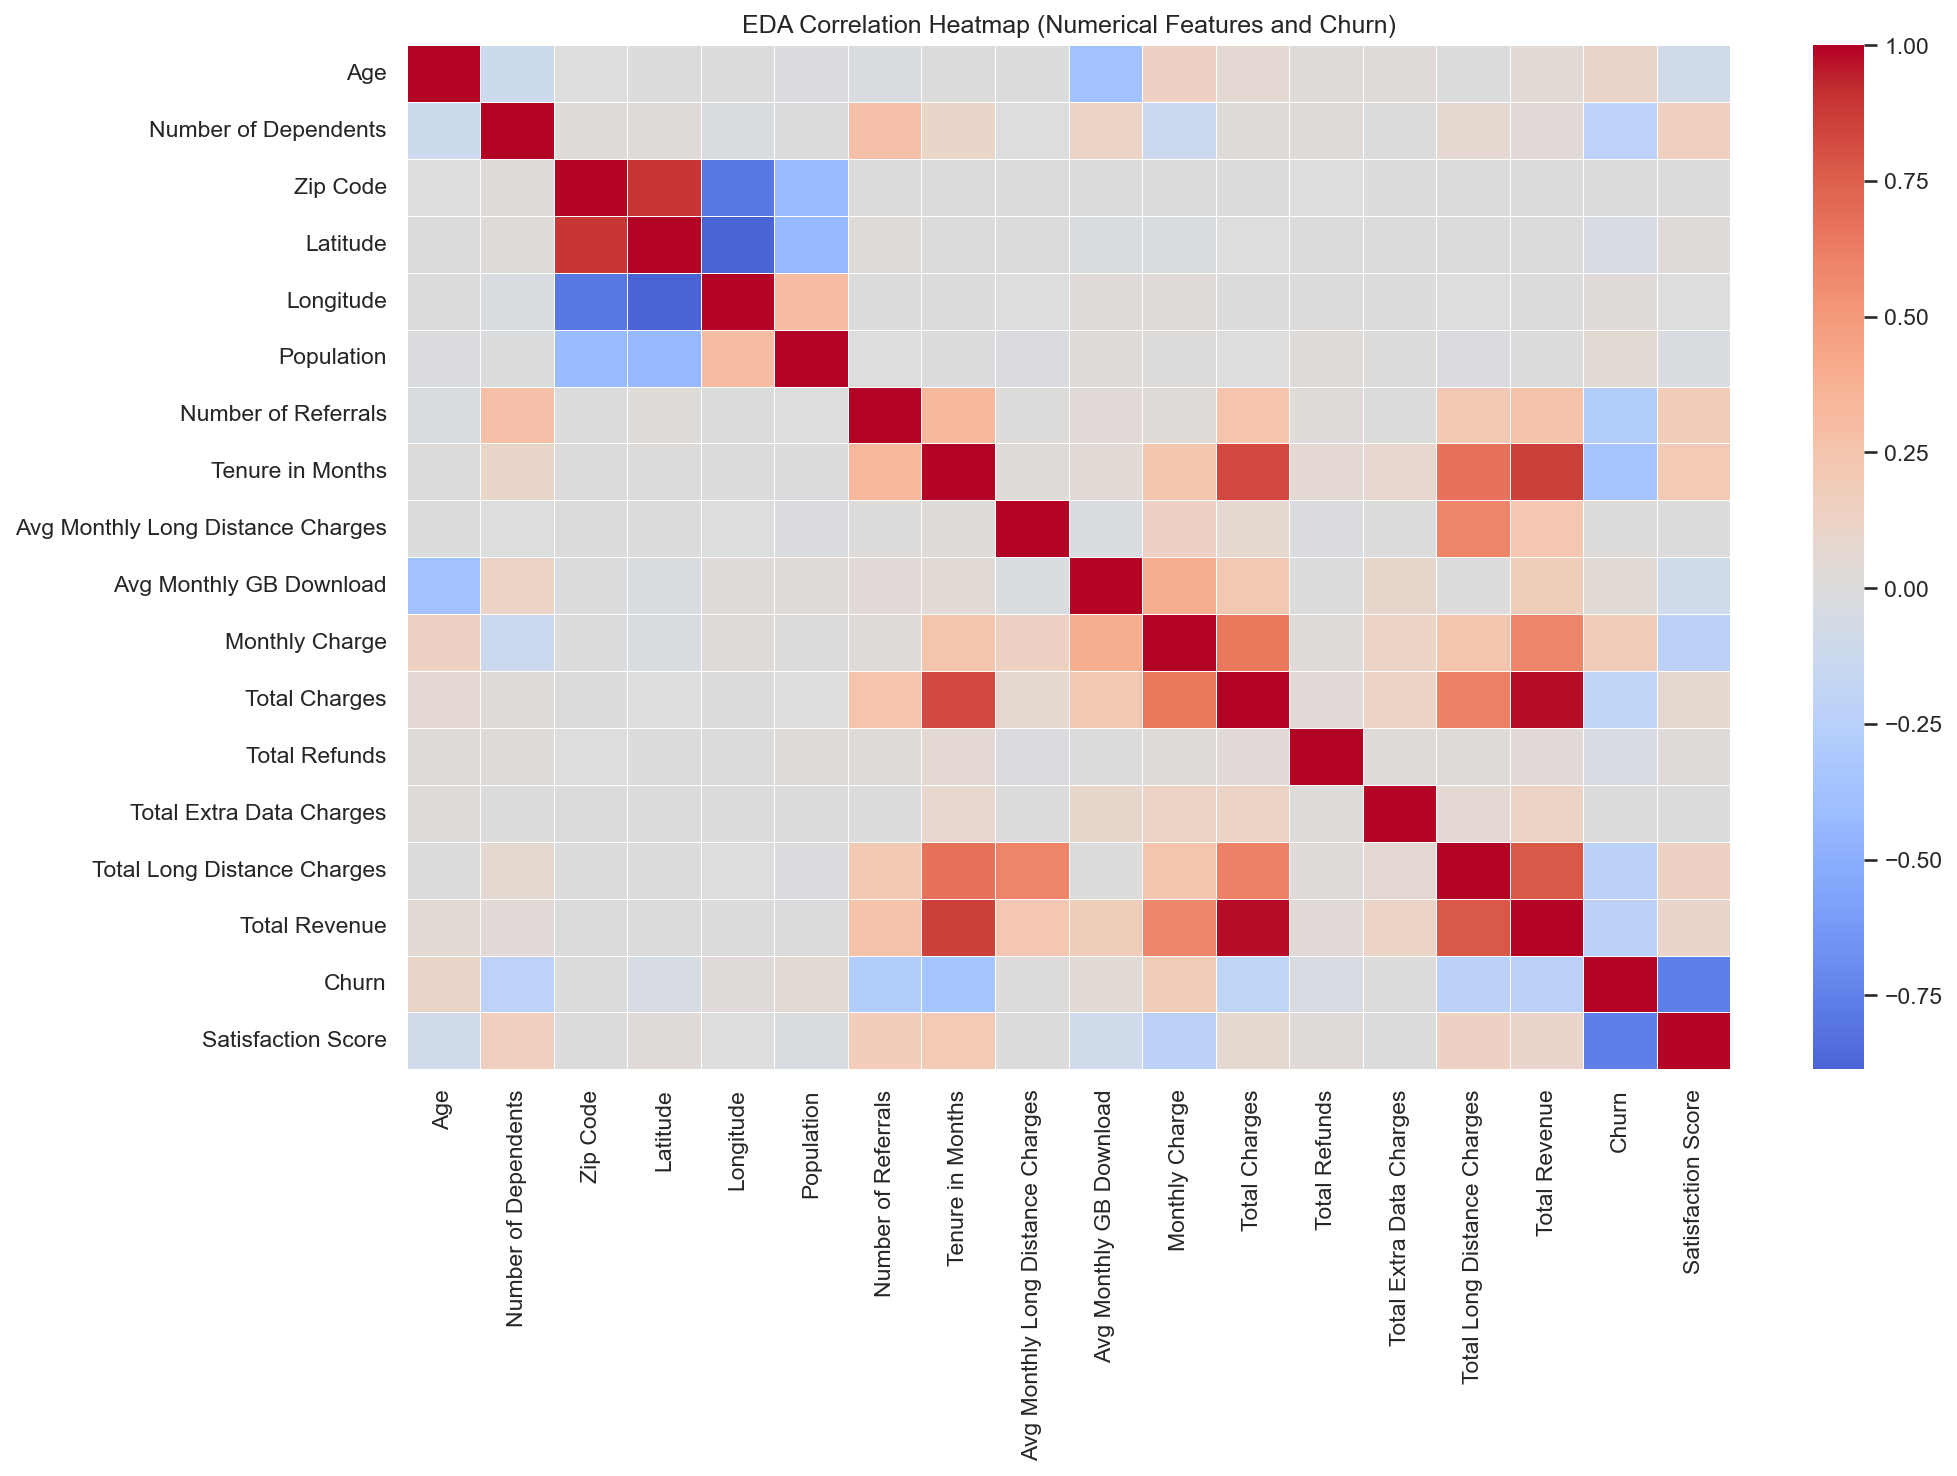 EDA Correlation Heatmap (Numerical Features and Churn)
Age
Number of Dependents
Zip Code
Latitude
Longitude
Population
Number of Referrals
Tenure in Months
Avg Monthly Long Distance Charges
Avg Monthly GB Download
Monthly Charge
Total Charges
Total Refunds
Total Extra Data Charges
Total Long Distance Charges
Total Revenue
Churn
Satisfaction Score
Age
Number of Dependents
Zip Code
Latitude
Longitude
Population
Number of Referrals
Tenure in Months
Avg Monthly Long Distance Charges
Avg Monthly GB Download
Monthly Charge
Total Charges
Total Refunds
Total Extra Data Charges
Total Long Distance Charges
Total Revenue
Churn
Satisfaction Score
1.00
0.75
0.50
0.25
0.00
−0.25
−0.50
−0.75